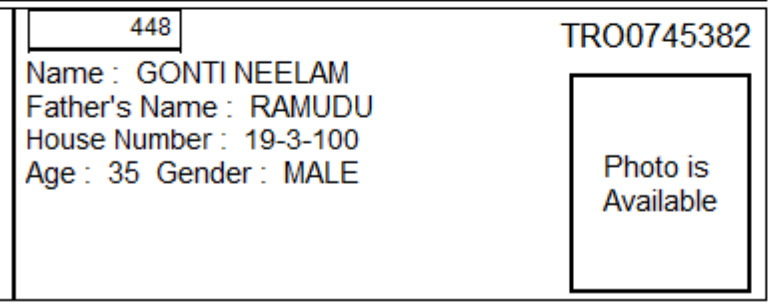 448
TRO0745382
Name : GONTI NEELAM
Father's Name : RAMUDU
House Number : 19-3-100
Age : 35 Gender : MALE
Photo is
Available